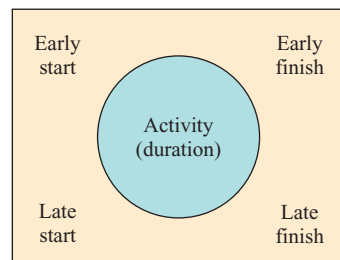 Early
start
Early
finish
Activity
(duration)
Late
start
Late
finish